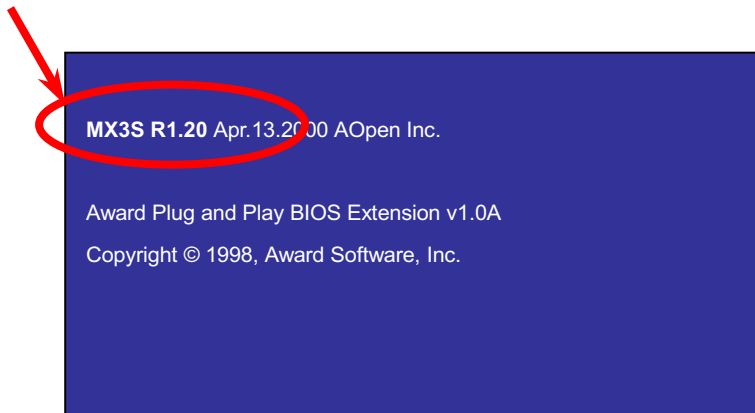 MX3S R1.20 Apr.13.2000 AOpen Inc.
Award Plug and Play BIOS Extension v1.0A
Copyright © 1998, Award Software, Inc.